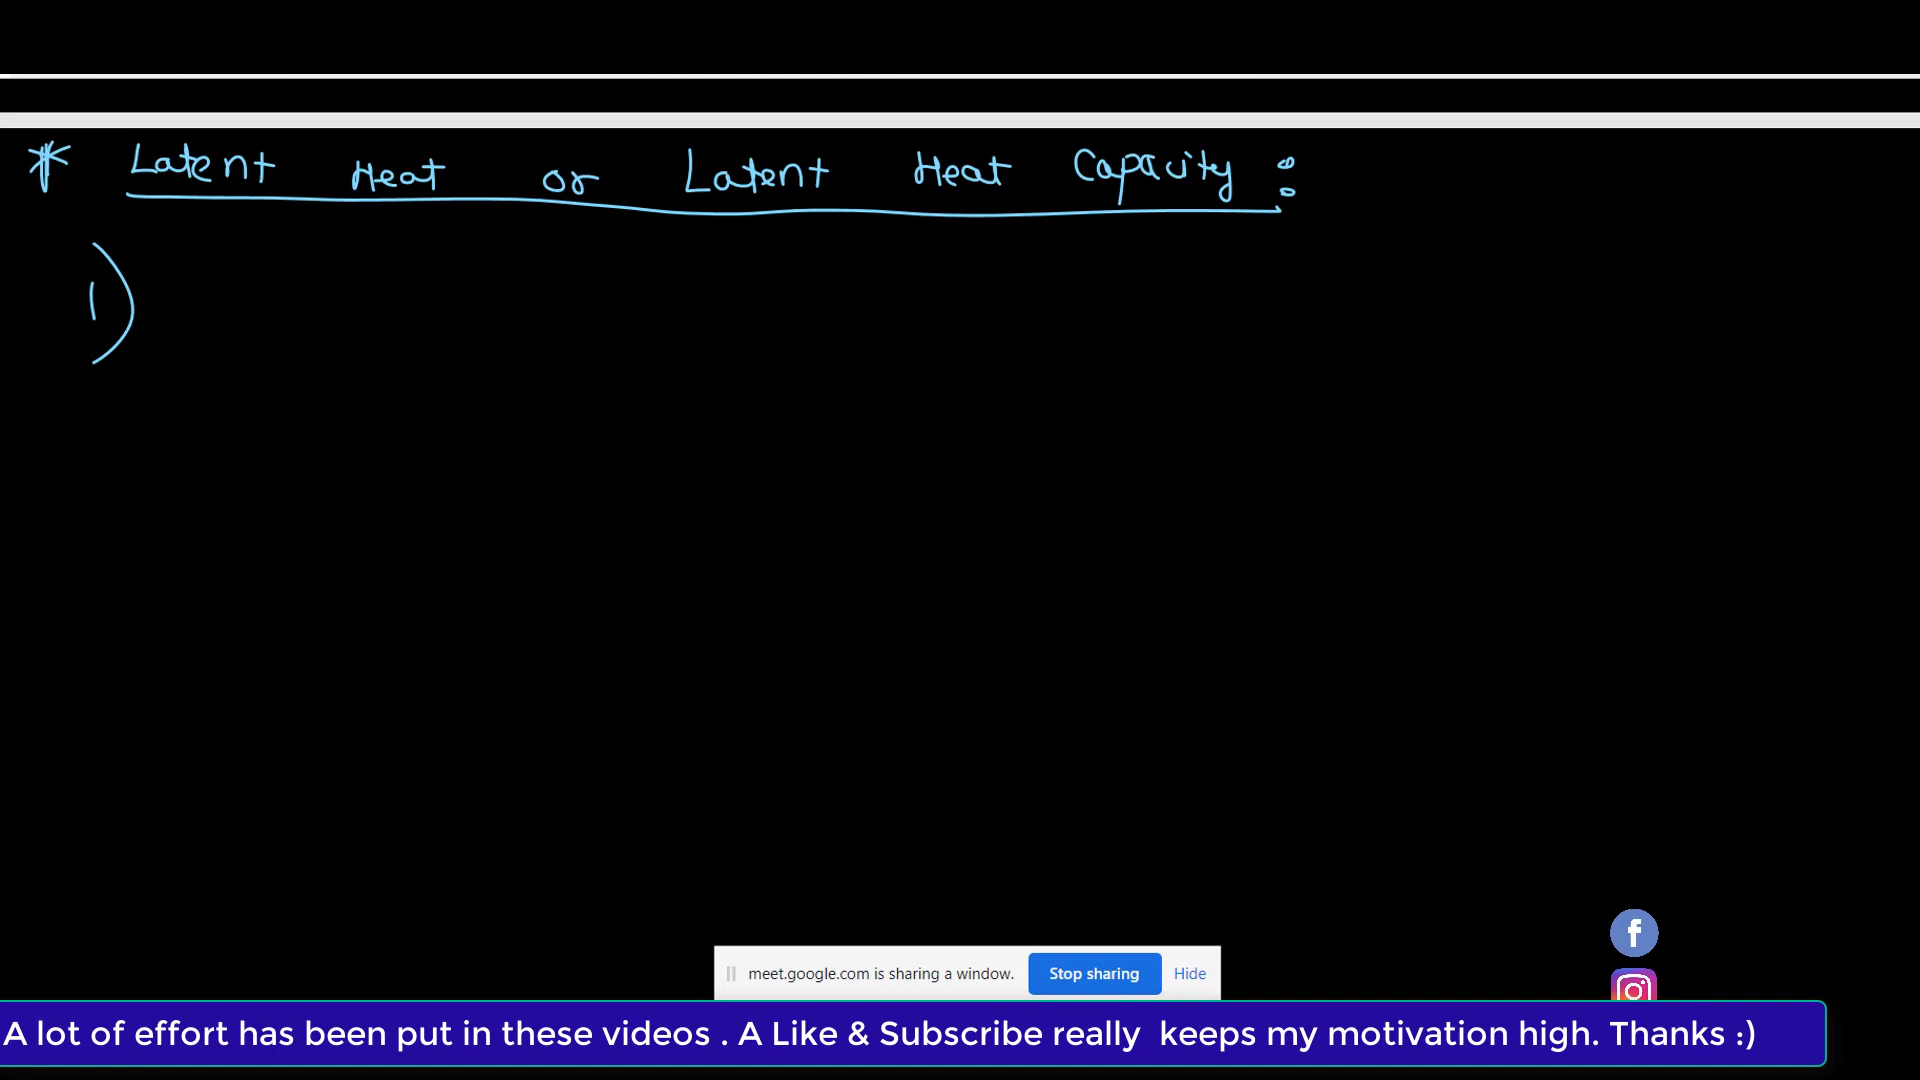 * Latent Heat or Latent Heat Capacity :
1)
meet.google.com is sharing a window. Stop sharing Hide
A lot of effort has been put in these videos . A Like & Subscribe really keeps my motivation high. Thanks :)